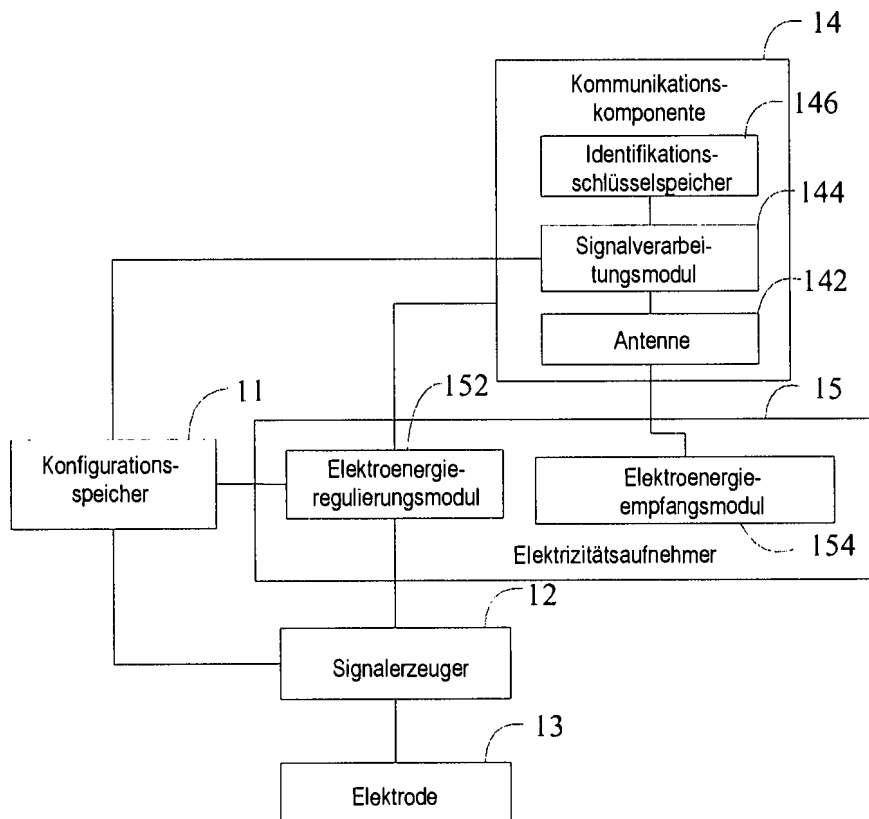 14
Kommunikations-
komponente
146
Identifikations-
schlüsselspeicher
144
Signalverarbei-
tungsmodul
142
Antenne
11
152
15
Konfigurations-
speicher
Elektroenergie-
regulierungsmodul
Elektroenergie-
empfangsmodul
154
Elektrizitätsaufnehmer
12
Signalerzeuger
13
Elektrode